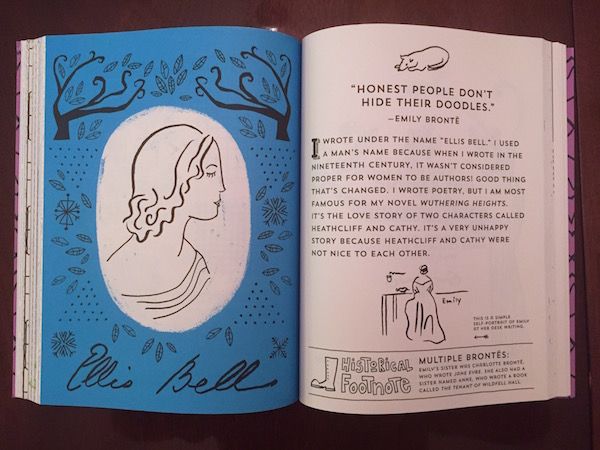 Ellis Bell
"HONEST PEOPLE DON'T
HIDE THEIR DOODLES."
—EMILY BRONTË
I WROTE UNDER THE NAME "ELLIS BELL." I USED
A MAN'S NAME BECAUSE WHEN I WROTE IN THE
NINETEENTH CENTURY, IT WASN'T CONSIDERED
PROPER FOR WOMEN TO BE AUTHORS! GOOD THING
THAT'S CHANGED. I WROTE POETRY, BUT I AM MOST
FAMOUS FOR MY NOVEL WUTHERING HEIGHTS.
IT'S THE LOVE STORY OF TWO CHARACTERS CALLED
HEATHCLIFF AND CATHY. IT'S A VERY UNHAPPY
STORY BECAUSE HEATHCLIFF AND CATHY WERE
NOT NICE TO EACH OTHER.
Emily
THIS IS A SIMPLE
SELF-PORTRAIT OF EMILY
AT HER DESK WRITING.
HISTORICAL
FOOTNOTE
MULTIPLE BRONTËS:
EMILY'S SISTER WAS CHARLOTTE BRONTË,
WHO WROTE JANE EYRE. SHE ALSO HAD A
SISTER NAMED ANNE, WHO WROTE A BOOK
CALLED THE TENANT OF WILDFELL HALL.